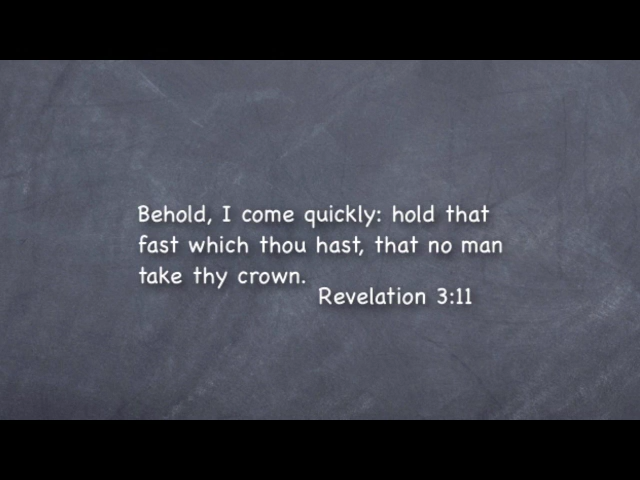 Behold, I come quickly: hold that
fast which thou hast, that no man
take thy crown.
Revelation 3:11